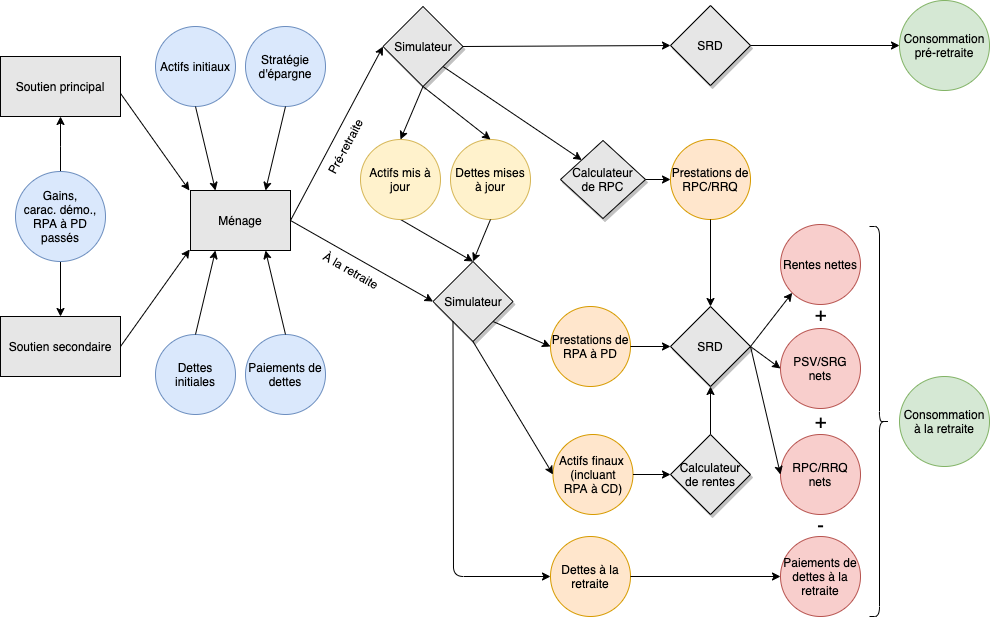 Soutien principal
Actifs initiaux
Stratégie
d'épargne
Simulateur
SRD
Consommation
pré-retraite
Pré-retraite
Gains,
carac. démo.,
RPA à PD
passés
Ménage
Actifs mis à
jour
Dettes mises
à jour
Calculateur
de RPC
Prestations de
RPC/RRQ
À la retraite
Simulateur
Soutien secondaire
Dettes
initiales
Paiements de
dettes
Prestations de
RPA à PD
SRD
Rentes nettes
+
PSV/SRG
nets
+
RPC/RRQ
nets
-
Consommation
à la retraite
Actifs finaux
(incluant
RPA à CD)
Calculateur
de rentes
Dettes à la
retraite
Paiements de
dettes à la
retraite